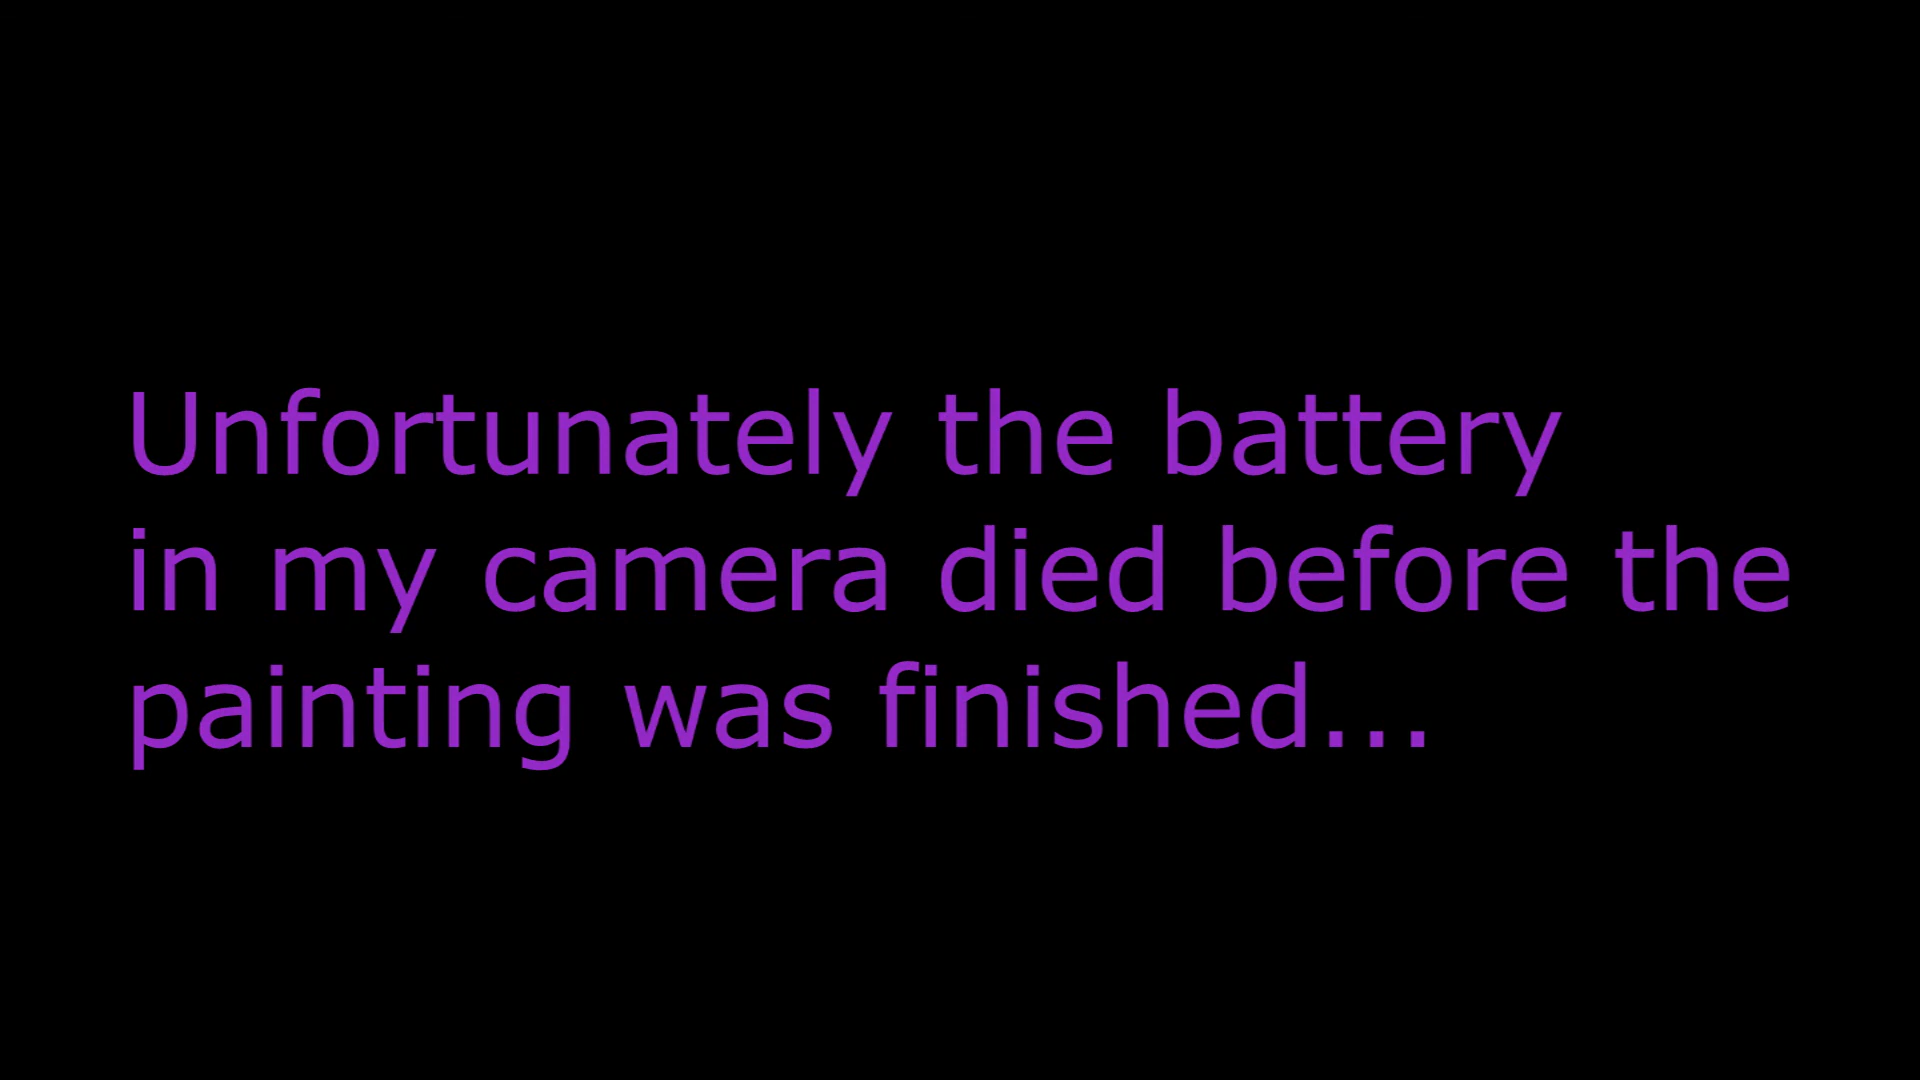 Unfortunately the battery
in my camera died before the
painting was finished...